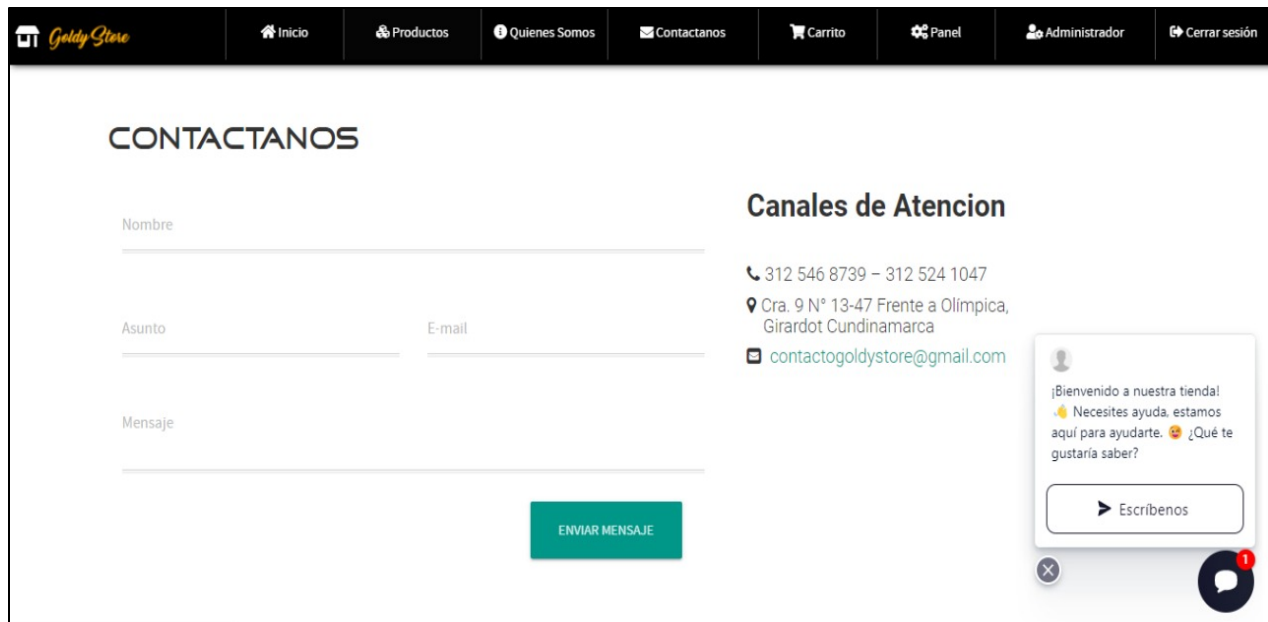 Goldy Store
Inicio
Productos
Quienes Somos
Contactanos
Carrito
Panel
Administrador
Cerrar sesión
CONTACTANOS
Nombre
Asunto
E-mail
Mensaje
ENVIAR MENSAJE
Canales de Atencion
312 546 8739 – 312 524 1047
Cra. 9 N° 13-47 Frente a Olímpica,
Girardot Cundinamarca
contactogoldystore@gmail.com
¡Bienvenido a nuestra tienda!
👋 Necesites ayuda, estamos
aquí para ayudarte. 🥰 ¿Qué te
gustaría saber?
Escríbenos
1